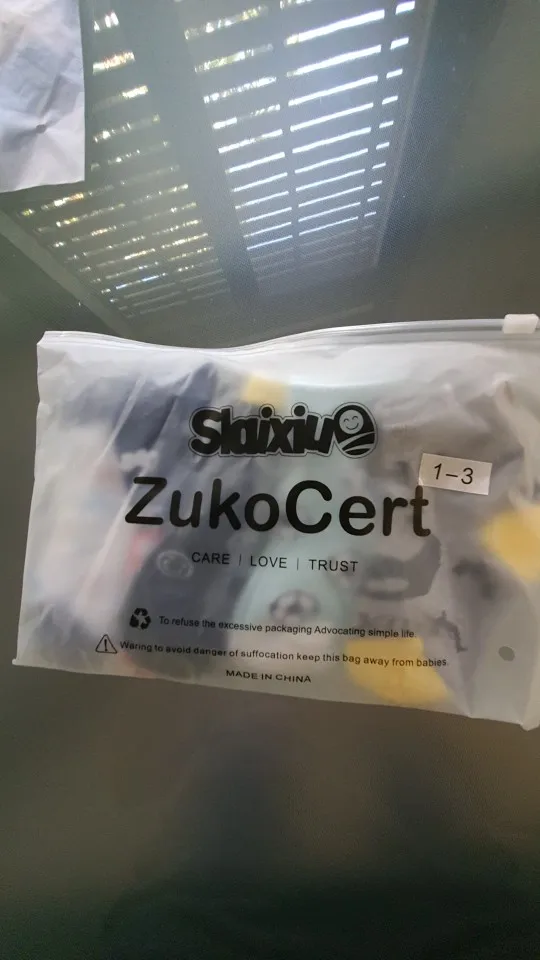 Slaixiu
1-3
ZukoCert
CARE | LOVE | TRUST
To refuse the excessive packaging Advocating simple life.
Waring to avoid danger of suffocation keep this bag away from babies.
MADE IN CHINA